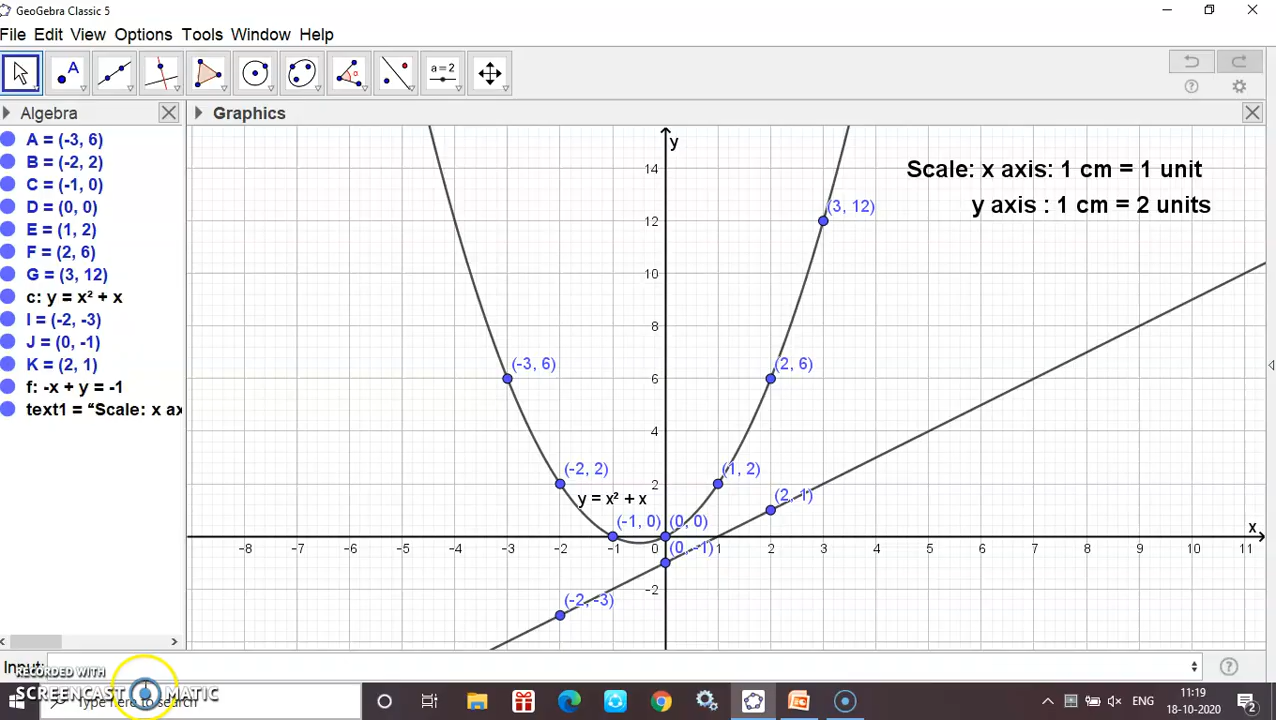 GeoGebra Classic 5
File Edit View Options Tools Window Help
A
α
a = 2
Algebra
Graphics
A = (-3, 6)
B = (-2, 2)
C = (-1, 0)
D = (0, 0)
E = (1, 2)
F = (2, 6)
G = (3, 12)
c: y = x² + x
I = (-2, -3)
J = (0, -1)
K = (2, 1)
f: -x + y = -1
text1 = “Scale: x ax
Scale: x axis: 1 cm = 1 unit
y axis : 1 cm = 2 units
y
14
12
10
8
6
4
2
0
-2
(3, 12)
(-3, 6)
(2, 6)
(-2, 2)
(1, 2)
y = x² + x
(2, 1)
(-1, 0)
(0, 0)
x
-8 -7 -6 -5 -4 -3 -2 -1 1 2 3 4 5 6 7 8 9 10 11
(0, -1)
(-2, -3)
Input:
RECORDED WITH
SCREENCAST MATIC
Type here to search
ENG
11:19
18-10-2020
2